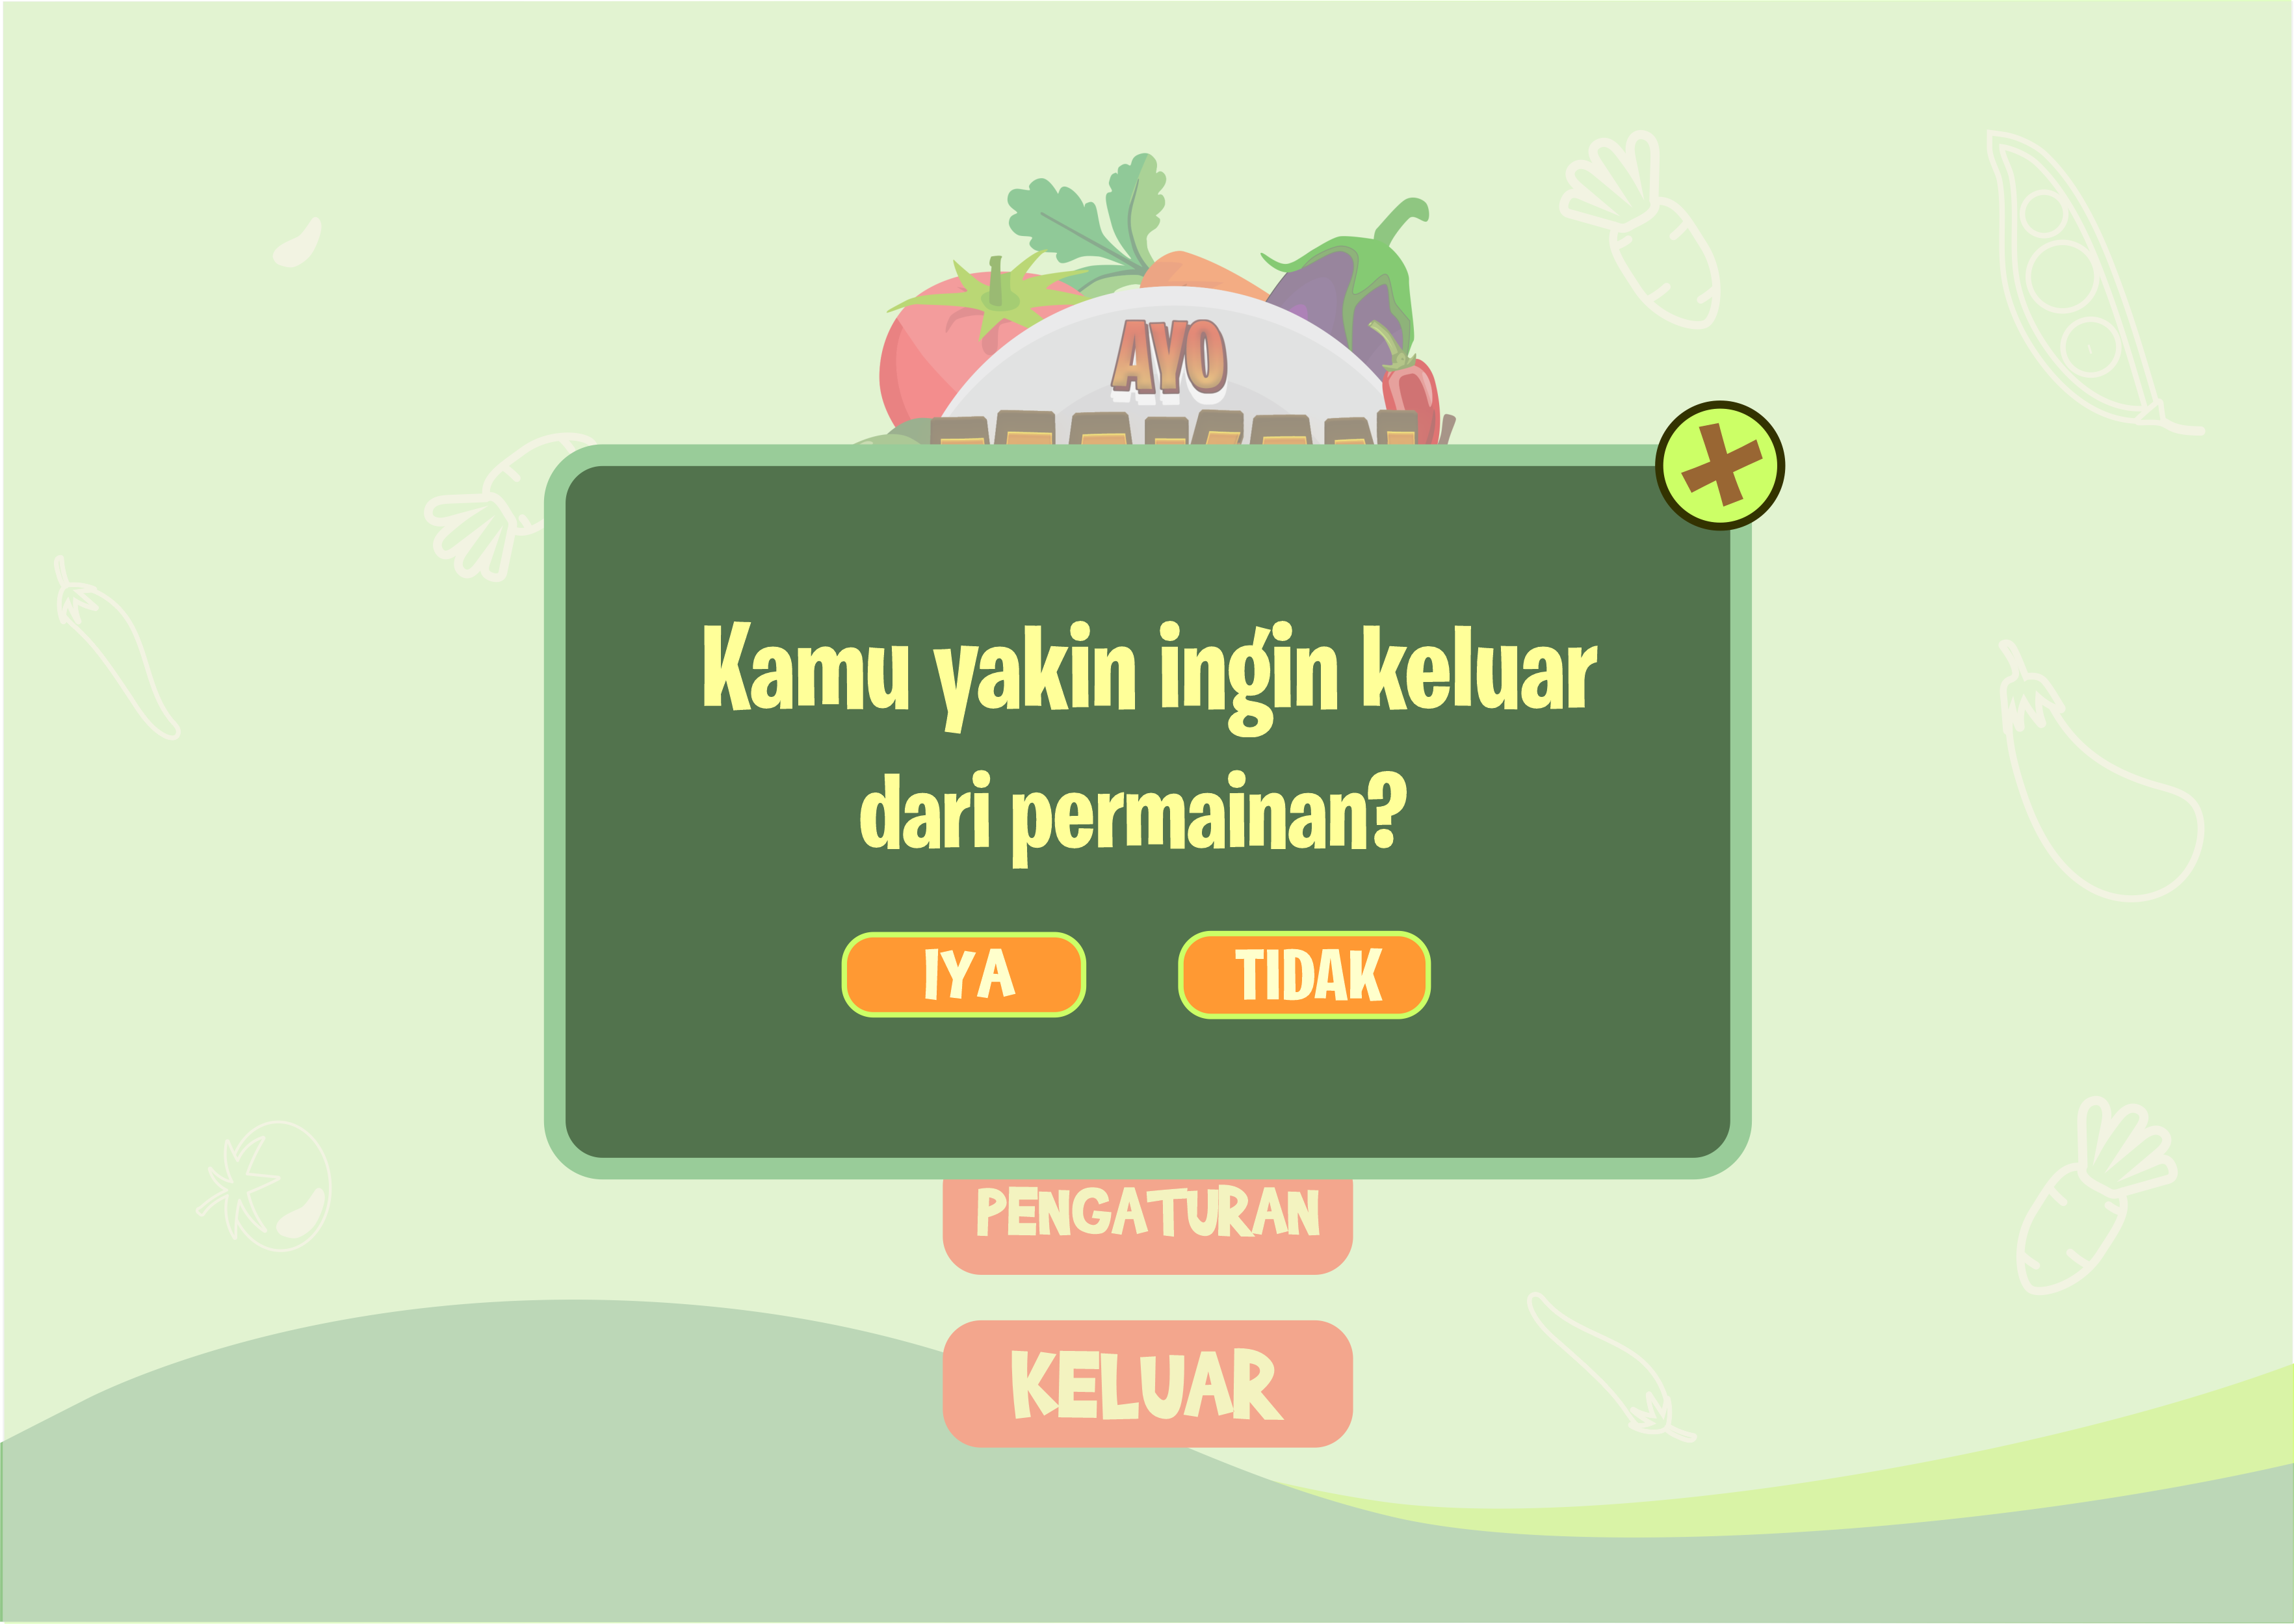 AYO
Kamu yakin ingin keluar
dari permainan?
IYA
TIDAK
PENGATURAN
KELUAR